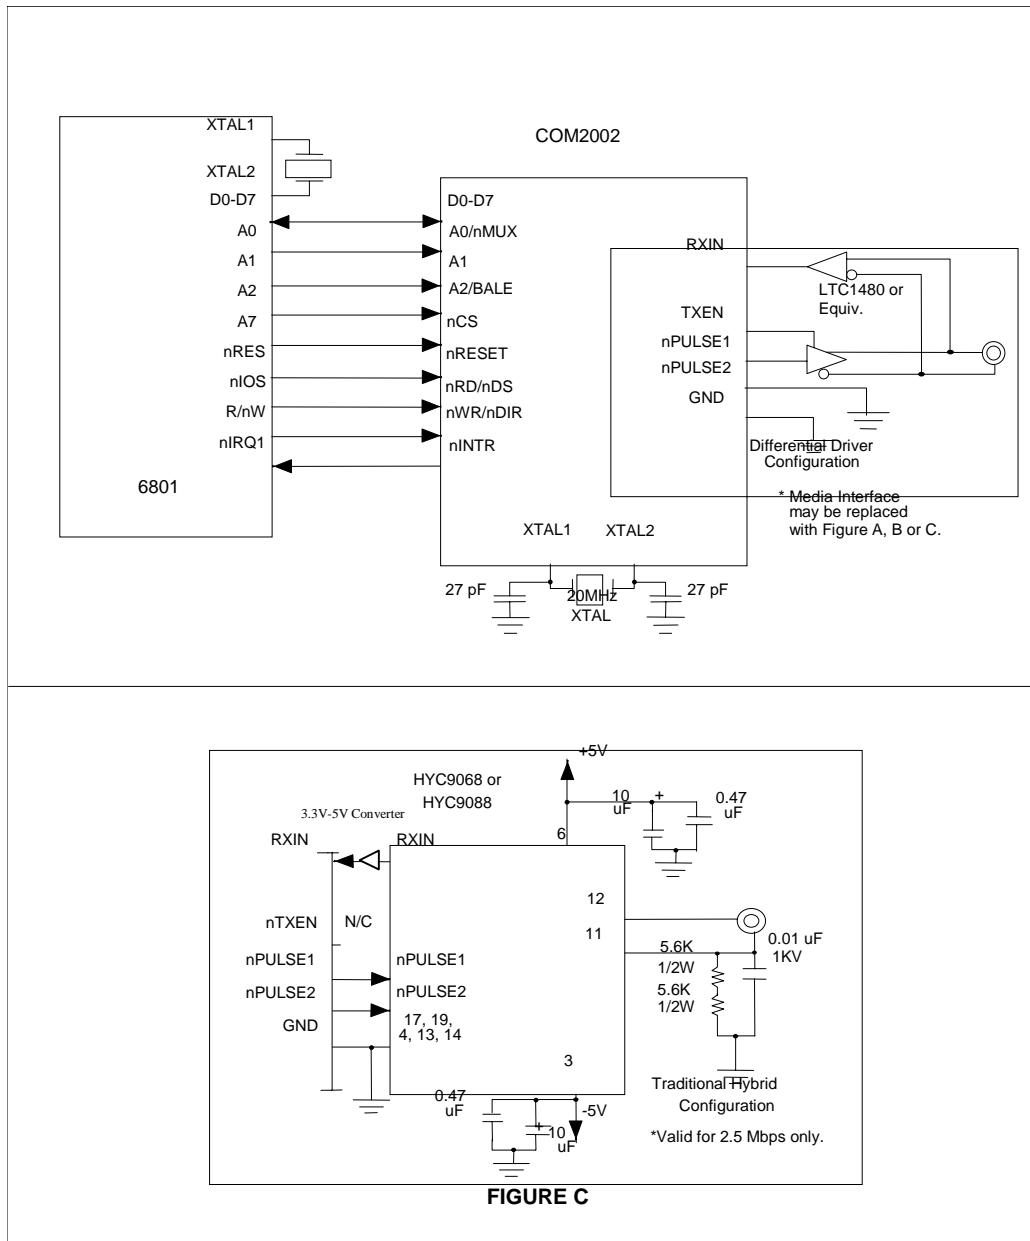 XTAL1
XTAL2
D0-D7
A0
A1
A2
A7
nRES
nIOS
R/nW
nIRQ1
6801
COM2002
D0-D7
A0/nMUX
A1
A2/BALE
nCS
nRESET
nRD/nDS
nWR/nDIR
nINTR
RXIN
TXEN
nPULSE1
nPULSE2
GND
LTC1480 or
Equiv.
Differential Driver
Configuration
* Media Interface
may be replaced
with Figure A, B or C.
XTAL1
XTAL2
27 pF
20MHz
XTAL
27 pF
+5V
HYC9068 or
HYC9088
10
uF
+
0.47
uF
3.3V-5V Converter
6
RXIN
RXIN
nTXEN
N/C
nPULSE1
nPULSE1
nPULSE2
nPULSE2
GND
17, 19,
4, 13, 14
12
11
5.6K
1/2W
5.6K
1/2W
0.01 uF
1KV
3
0.47
uF
+
10
uF
-5V
Traditional Hybrid
Configuration
*Valid for 2.5 Mbps only.
FIGURE C